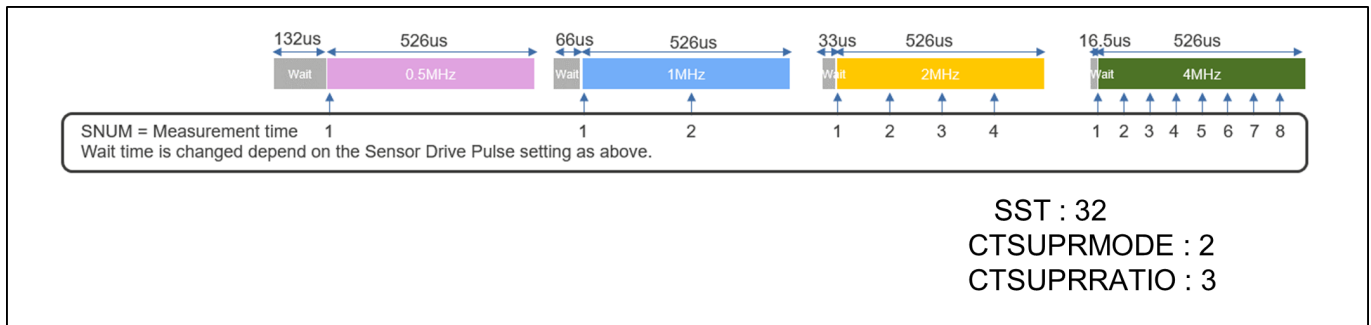 132us 526us 66us 526us 33us 526us 16.5us 526us
Wait 0.5MHz Wait 1MHz Wait 2MHz Wait 4MHz
SNUM = Measurement time 1 1 2 1 2 3 4 1 2 3 4 5 6 7 8
Wait time is changed depend on the Sensor Drive Pulse setting as above.
SST : 32
CTSUPRMODE : 2
CTSUPRRATIO : 3